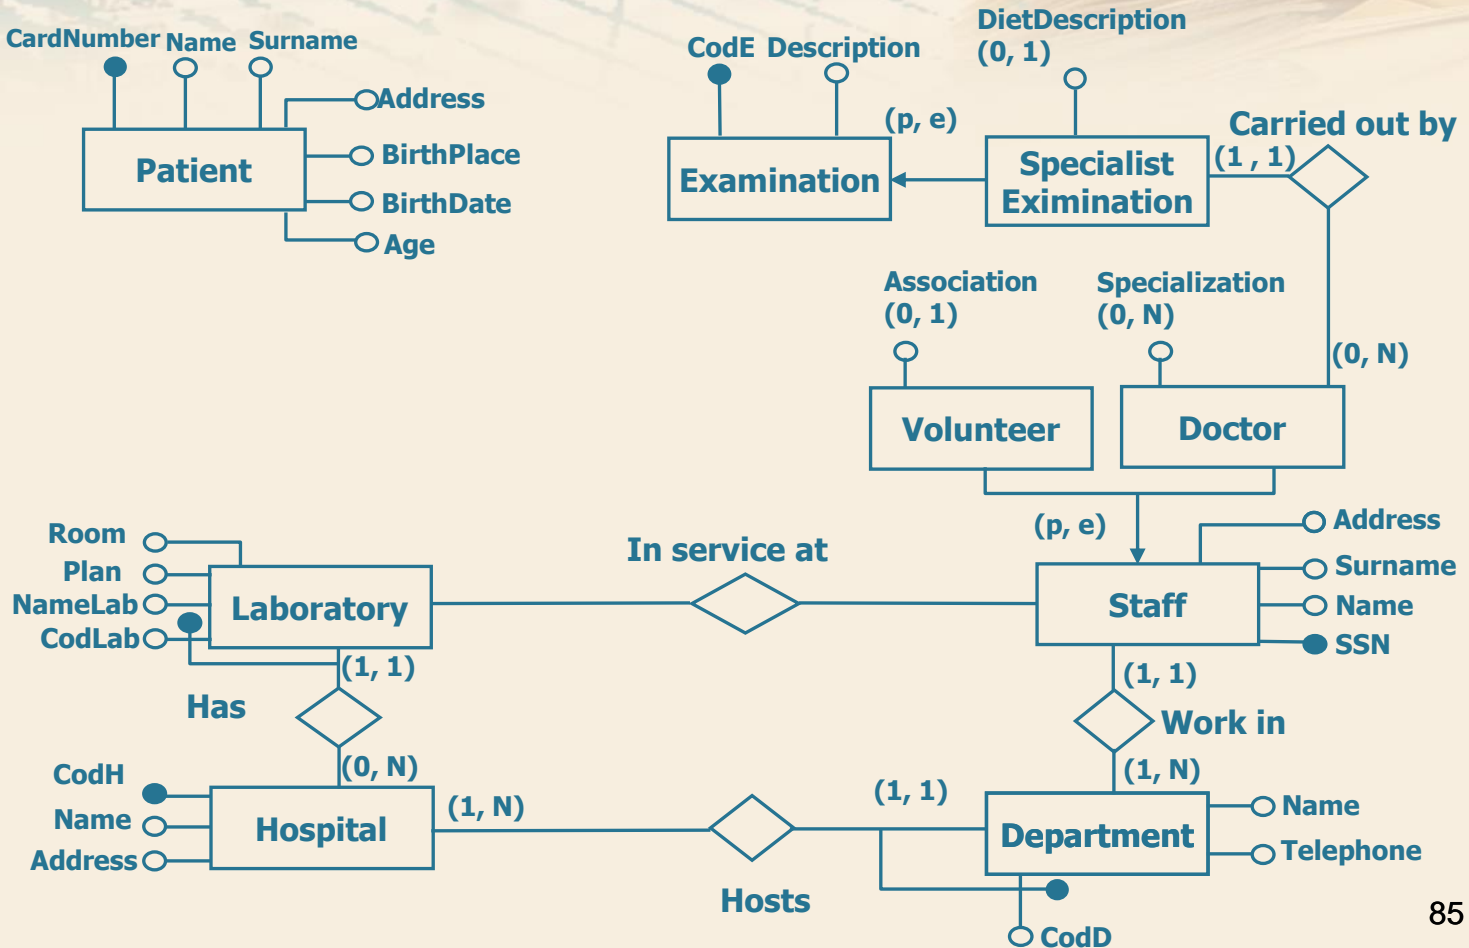 DietDescription
(0, 1)
CardNumber Name Surname
CodE Description
Address
(p, e)
Carried out by
Patient
BirthPlace
BirthDate
Age
Examination
Specialist
Eximination
(1 , 1)
Association
(0, 1)
Specialization
(0, N)
(0, N)
Volunteer
Doctor
Room
Plan
NameLab
CodLab
Laboratory
In service at
(p, e)
Address
Surname
Name
SSN
Staff
(1, 1)
Has
(0, N)
(1, 1)
Work in
(1, N)
CodH
Name
Address
Hospital
(1, N)
(1, 1)
Hosts
Department
Name
Telephone
CodD
85